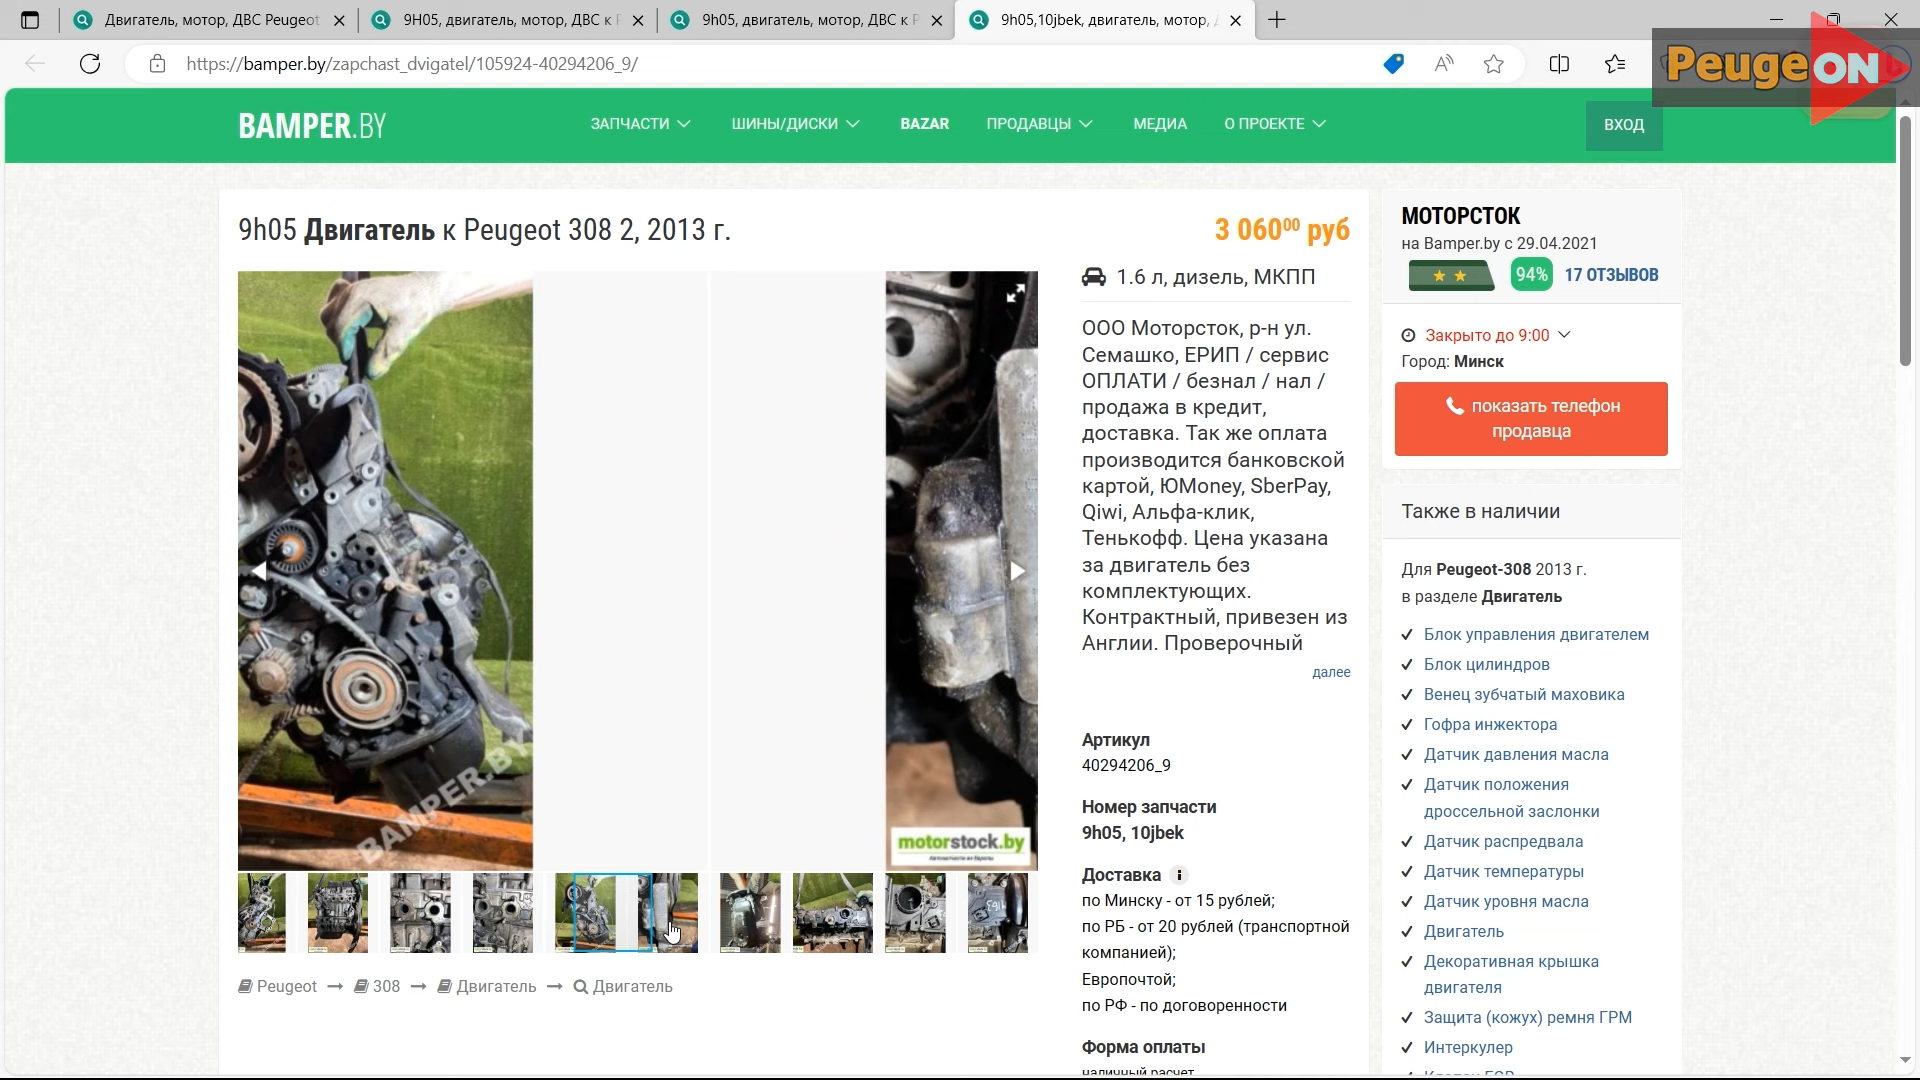 Двигатель, мотор, ДВС Peugeot
9H05, двигатель, мотор, ДВС к P
9h05, двигатель, мотор, ДВС к P
9h05,10jbek, двигатель, мотор,
https://bamper.by/zapchast_dvigatel/105924-40294206_9/
PeugeON
BAMPER.BY
ЗАПЧАСТИ
ШИНЫ/ДИСКИ
BAZAR
ПРОДАВЦЫ
МЕДИА
О ПРОЕКТЕ
ВХОД
9h05 Двигатель к Peugeot 308 2, 2013 г.
3 060⁰⁰ руб
BAMPER.BY
motorstock.by
Автозапчасти из Европы
Peugeot → 308 → Двигатель → Двигатель
1.6 л, дизель, МКПП
ООО Моторсток, р-н ул.
Семашко, ЕРИП / сервис
ОПЛАТИ / безнал / нал /
продажа в кредит,
доставка. Так же оплата
производится банковской
картой, ЮMoney, SberPay,
Qiwi, Альфа-клик,
Тенькофф. Цена указана
за двигатель без
комплектующих.
Контрактный, привезен из
Англии. Проверочный
далее
Артикул
40294206_9
Номер запчасти
9h05, 10jbek
Доставка i
по Минску - от 15 рублей;
по РБ - от 20 рублей (транспортной
компанией);
Европочтой;
по РФ - по договоренности
Форма оплаты
наличный расчет
МОТОРСТОК
на Bamper.by с 29.04.2021
94% 17 ОТЗЫВОВ
Закрыто до 9:00
Город: Минск
показать телефон
продавца
Также в наличии
Для Peugeot-308 2013 г.
в разделе Двигатель
Блок управления двигателем
Блок цилиндров
Венец зубчатый маховика
Гофра инжектора
Датчик давления масла
Датчик положения
дроссельной заслонки
Датчик распредвала
Датчик температуры
Датчик уровня масла
Двигатель
Декоративная крышка
двигателя
Защита (кожух) ремня ГРМ
Интеркулер